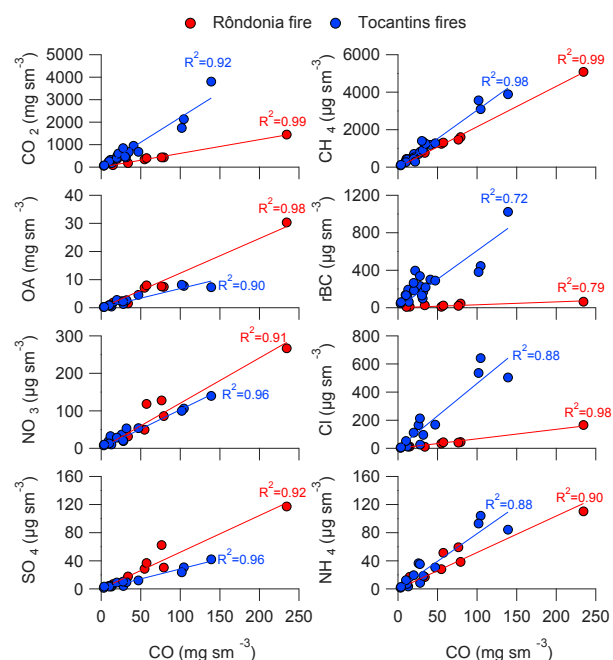 Rôndonia fire Tocantins fires
CO 2 (mg sm -3)
5000
4000
3000
2000
1000
0
R2=0.92
R2=0.99
CH 4 (µg sm -3)
6000
4000
2000
0
R2=0.99
R2=0.98
OA (mg sm -3)
40
30
20
10
0
R2=0.98
R2=0.90
rBC (µg sm -3)
1200
800
400
0
R2=0.72
R2=0.79
NO 3 (µg sm -3)
300
200
100
0
R2=0.91
R2=0.96
Cl (µg sm -3)
800
600
400
200
0
R2=0.88
R2=0.98
SO 4 (µg sm -3)
160
120
80
40
0
R2=0.92
R2=0.96
0 50 100 150 200 250
CO (mg sm -3)
NH 4 (µg sm -3)
160
120
80
40
0
R2=0.88
R2=0.90
0 50 100 150 200 250
CO (mg sm -3)